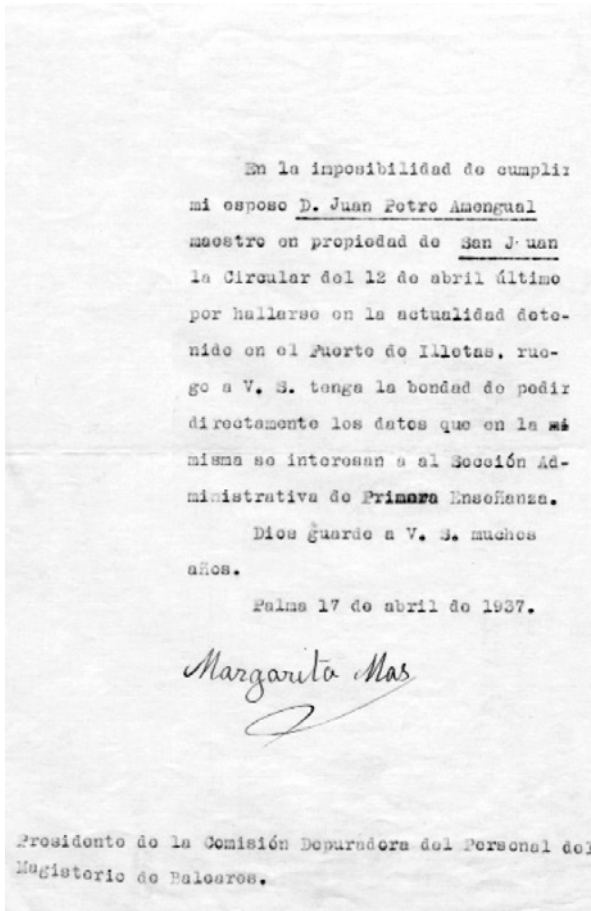 En la imposibilidad de cumplir
mi esposo D. Juan Petro Amengual
maestro en propiedad de San Juan
la Circular del 12 de abril último
por hallarse en la actualidad dete-
nido en el Fuerte de Illetas, rue-
go a V. S. tenga la bondad de pedir
directamente los datos que en la mi
misma se interesan a al Sección Ad-
ministrativa de Primera Enseñanza.
Dios guarde a V. S. muchos
años.
Palma 17 de abril de 1937.
Margarita Mas
Presidente de la Comisión Depuradora del Personal del
Magisterio de Baleares.